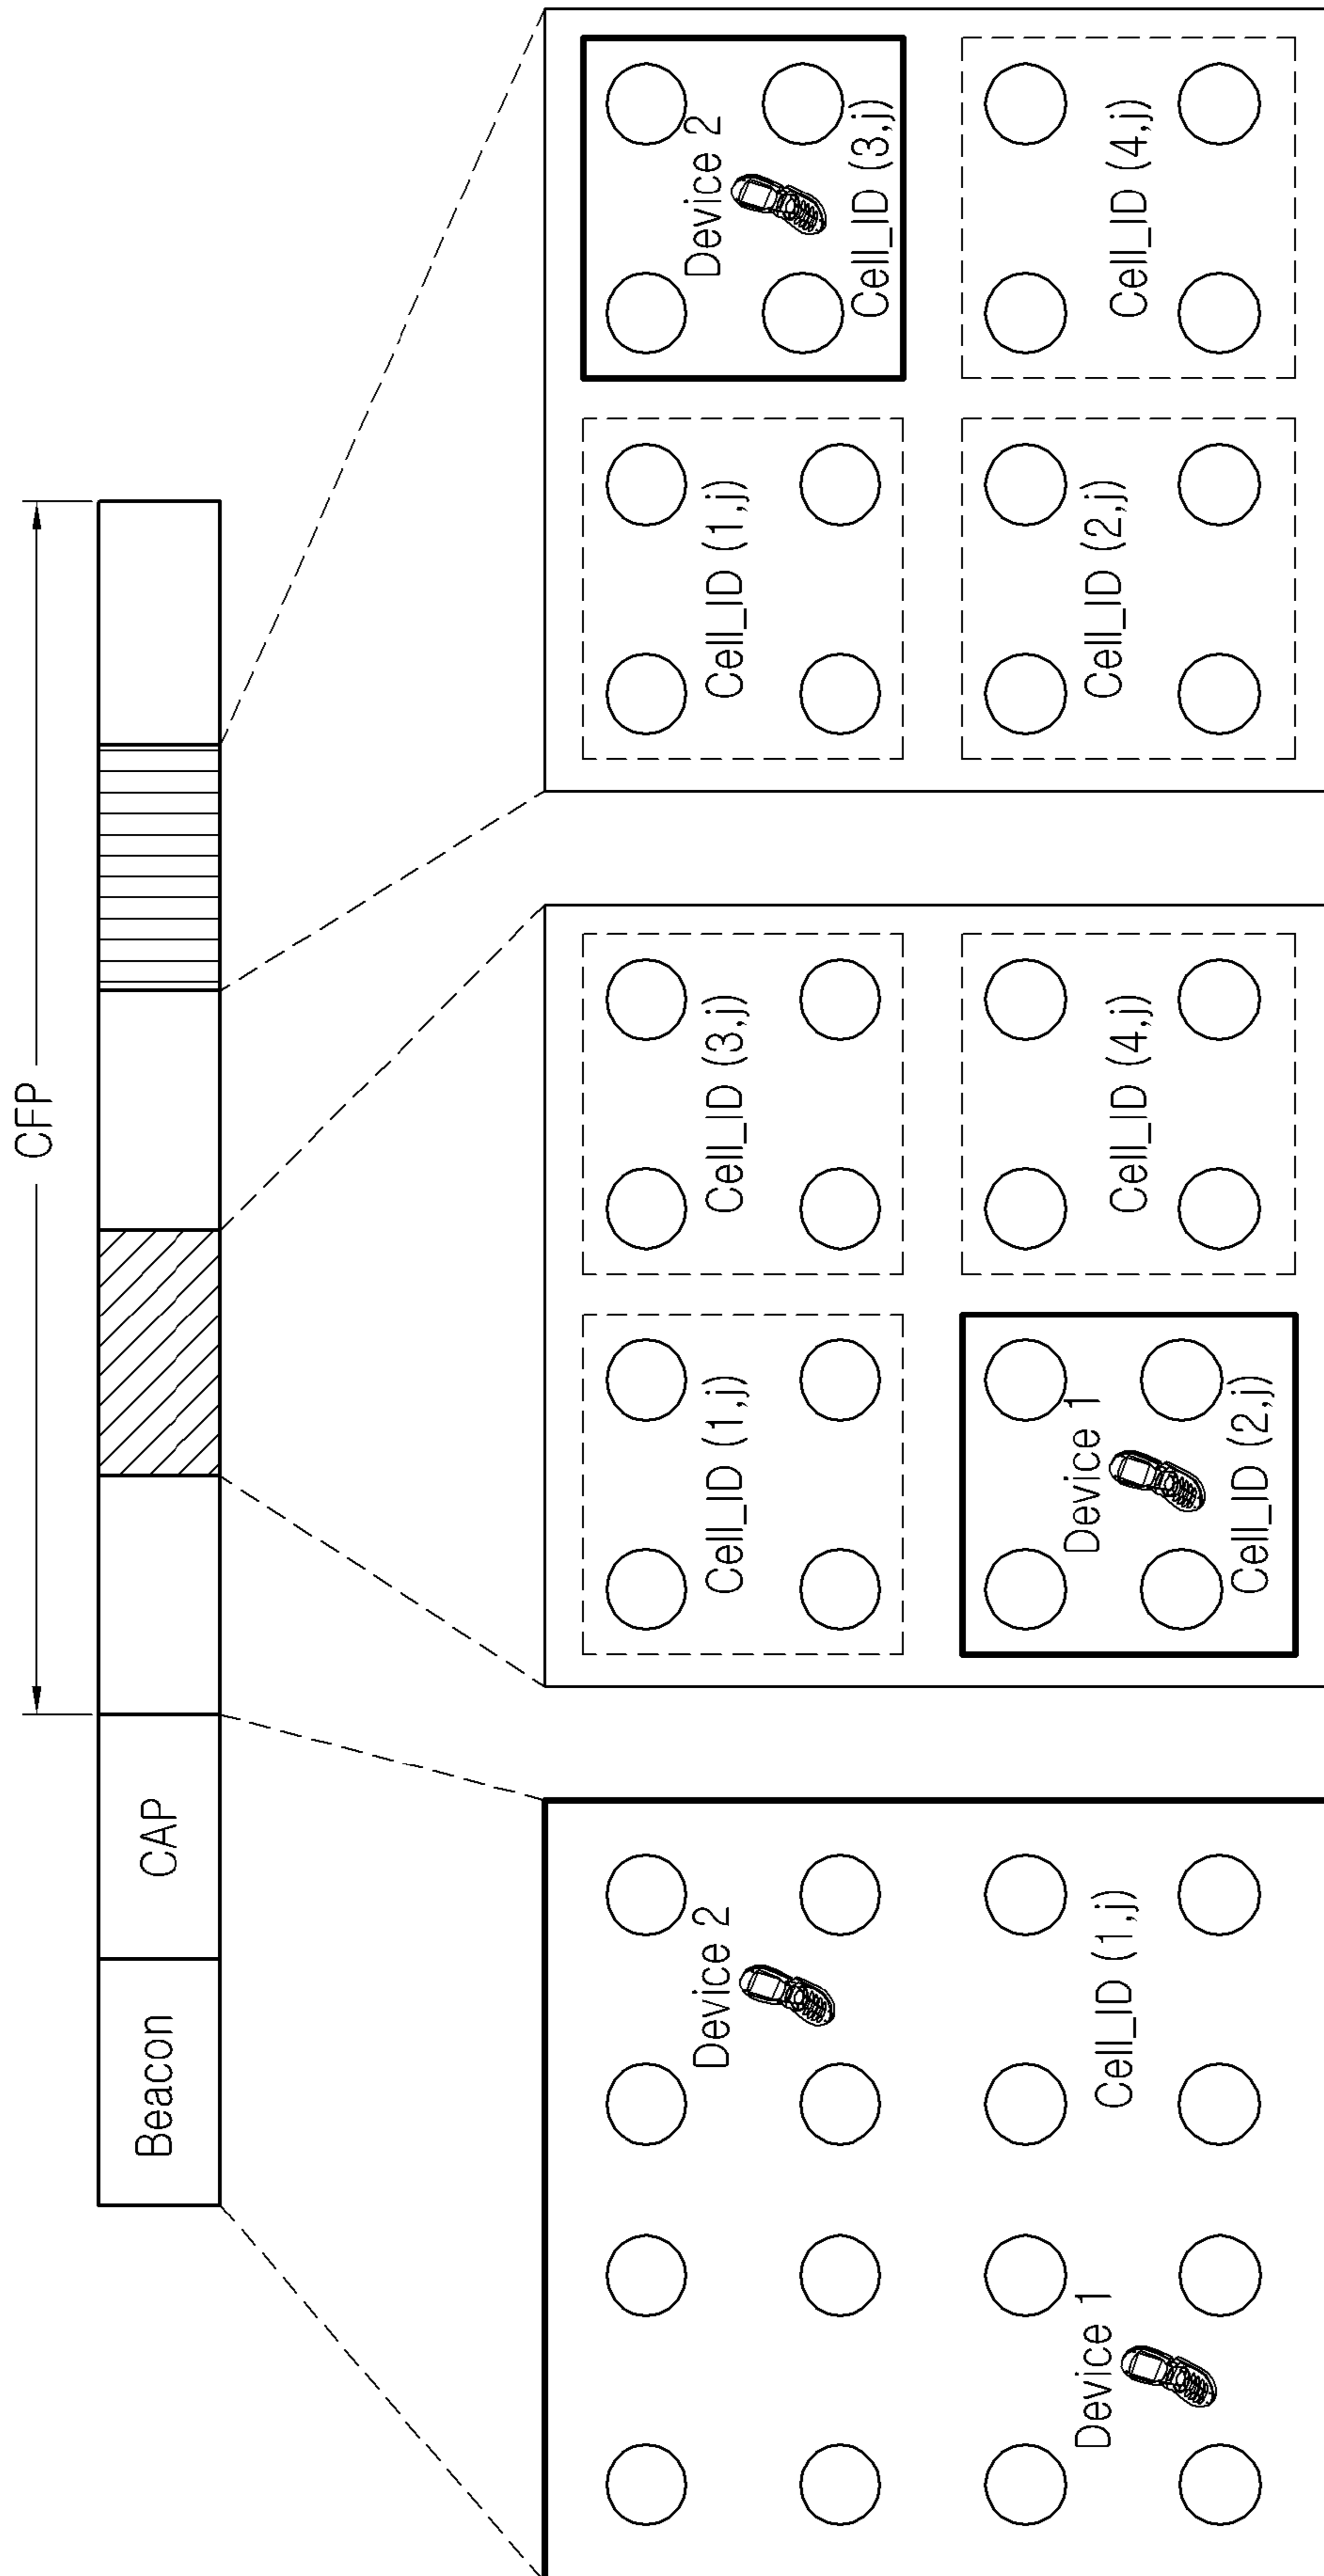 CFP
Beacon
CAP
Device 2
Device 1
Cell_ID (1,j)
Cell_ID (1,j)
Cell_ID (3,j)
Device 1
Cell_ID (2,j)
Cell_ID (4,j)
Cell_ID (1,j)
Device 2
Cell_ID (3,j)
Cell_ID (2,j)
Cell_ID (4,j)